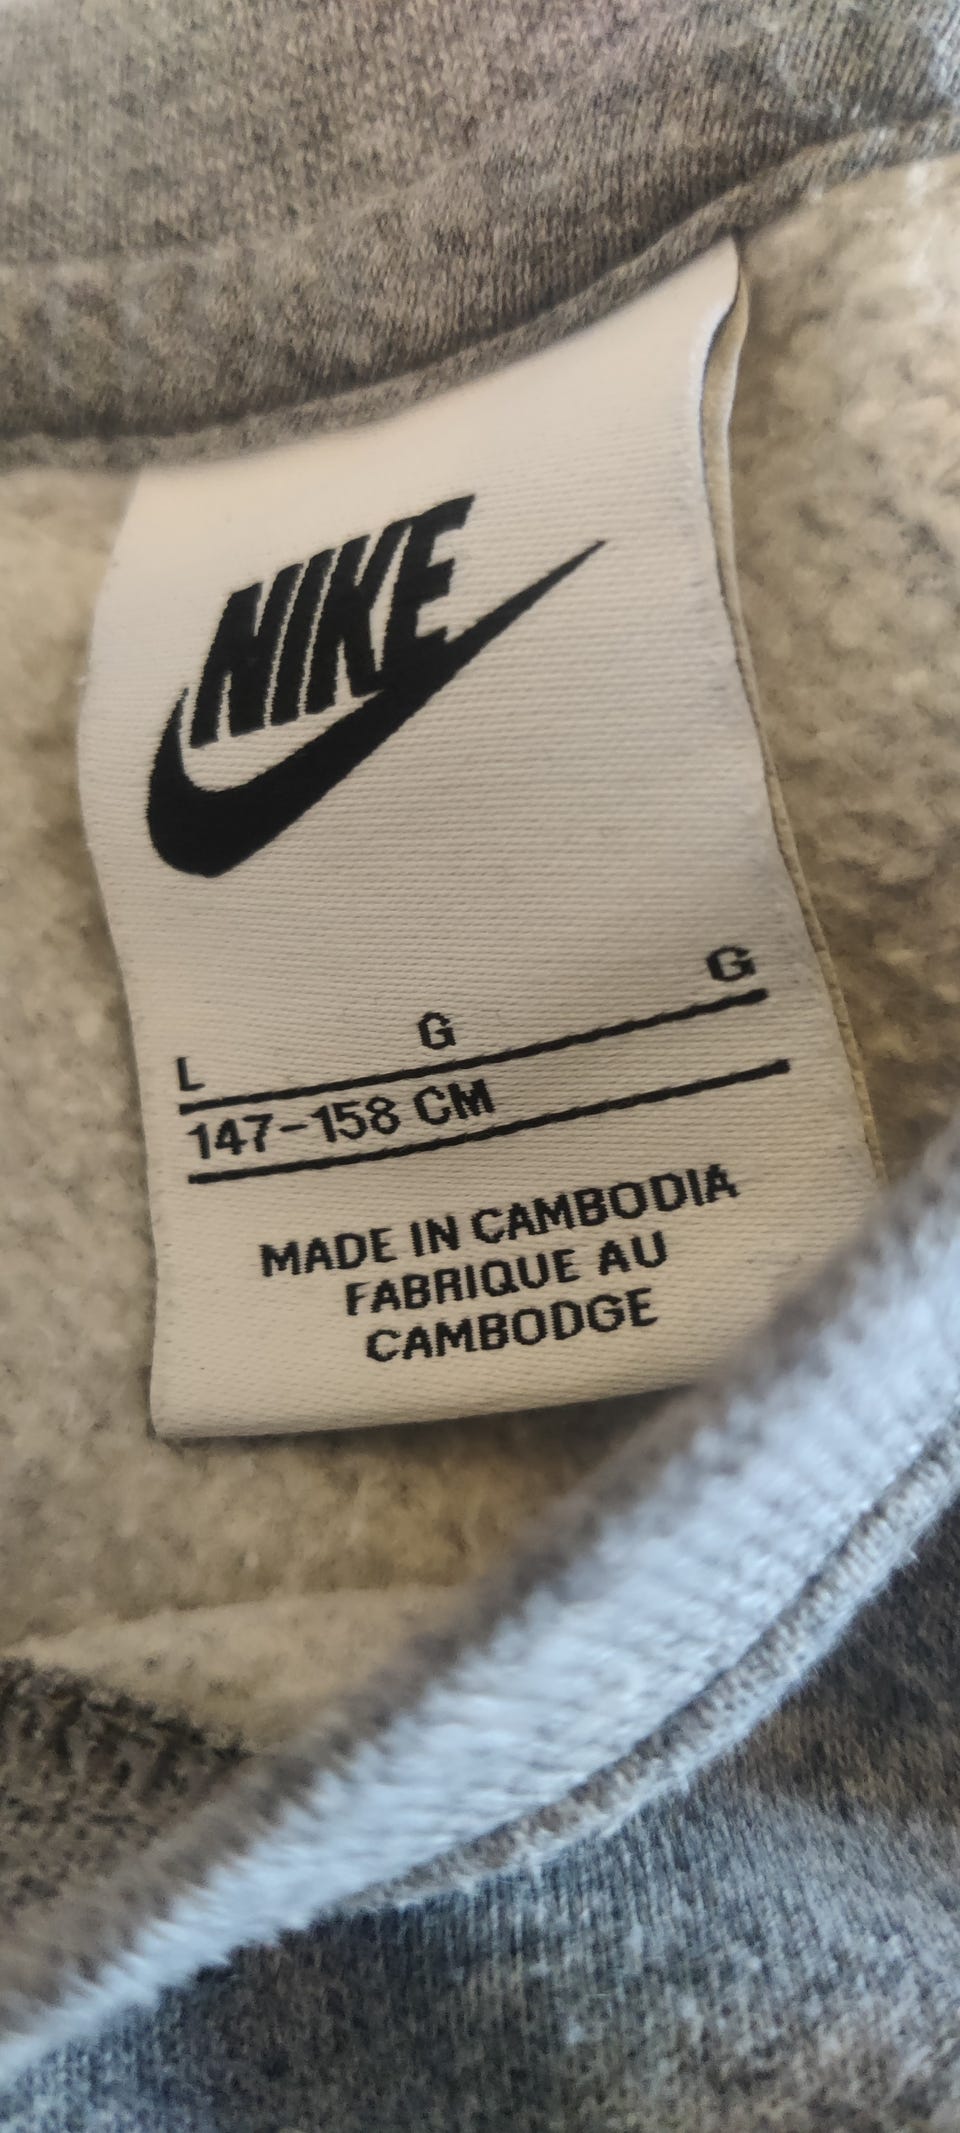 NIKE
L G G
147-158 CM
MADE IN CAMBODIA
FABRIQUE AU
CAMBODGE